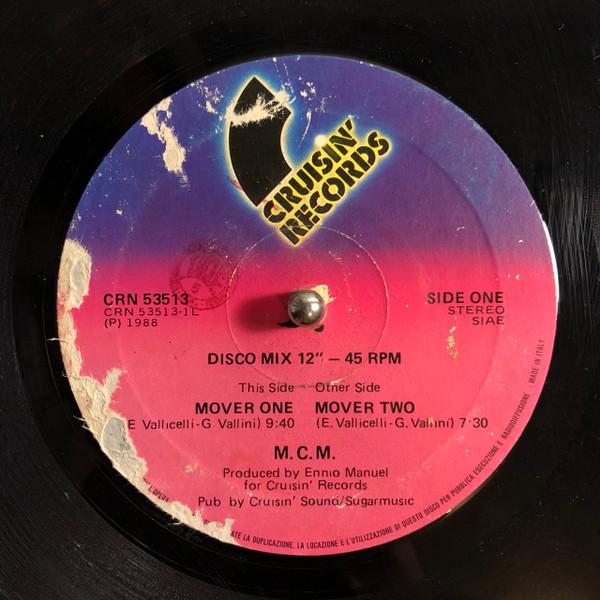 CRUISIN'
RECORDS
CRN 53513
CRN 53513-1L
(P) 1988
SIDE ONE
STEREO
SIAE
DISCO MIX 12" — 45 RPM
This Side — Other Side
MOVER ONE MOVER TWO
(E Vallicelli-G Vallini) 9:40 (E. Vallicelli-G. Vallini) 7:30
M.C.M.
Produced by Ennio Manuel
for Cruisin' Records
Pub by Cruisin' Sound/Sugarmusic
L'OPERA LA DUPLICAZIONE, LA LOCAZIONE E L'UTILIZZAZIONE DI QUESTO DISCO PER PUBBLICA ESECUZIONE E RADIODIFFUSIONE - MADE IN ITALY